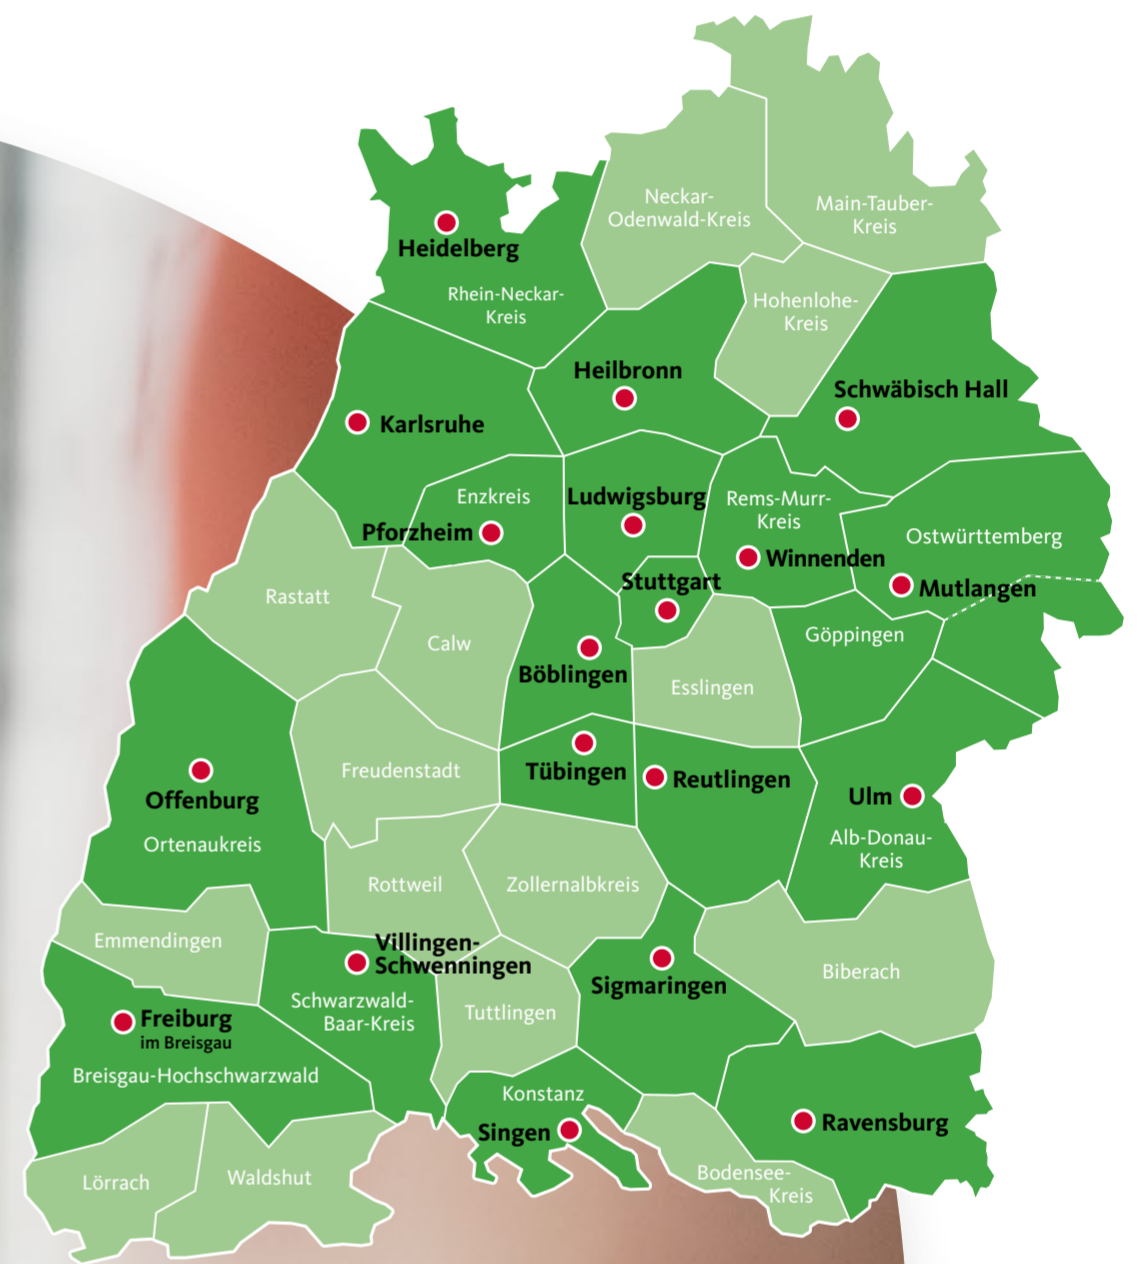 Neckar-
Odenwald-Kreis
Main-Tauber-
Kreis
Heidelberg
Rhein-Neckar-
Kreis
Hohenlohe-
Kreis
Heilbronn
Schwäbisch Hall
Karlsruhe
Enzkreis
Ludwigsburg
Rems-Murr-
Kreis
Pforzheim
Ostwürttemberg
Winnenden
Stuttgart
Mutlangen
Rastatt
Göppingen
Calw
Böblingen
Esslingen
Freudenstadt
Tübingen
Reutlingen
Offenburg
Ulm
Ortenaukreis
Alb-Donau-
Kreis
Rottweil
Zollernalbkreis
Emmendingen
Villingen-
Schwenningen
Sigmaringen
Biberach
Schwarzwald-
Baar-Kreis
Tuttlingen
Freiburg
im Breisgau
Breisgau-Hochschwarzwald
Konstanz
Singen
Ravensburg
Lörrach
Waldshut
Bodensee-
Kreis